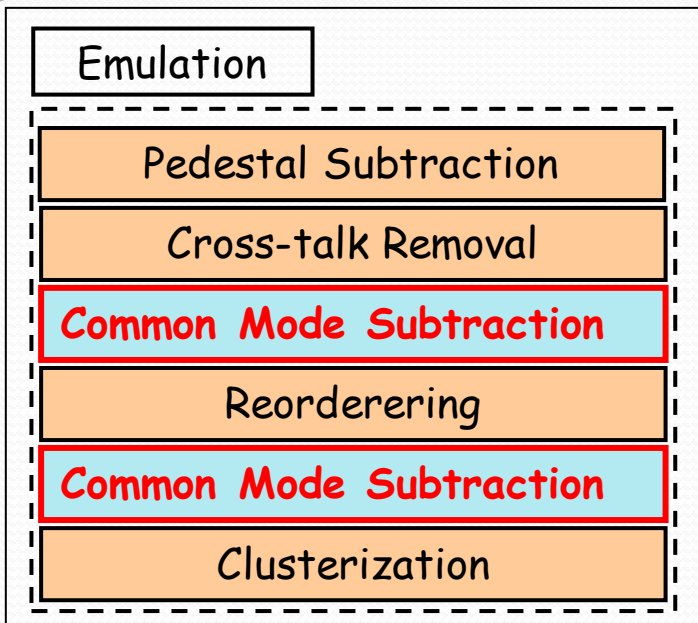 Emulation
Pedestal Subtraction
Cross-talk Removal
Common Mode Subtraction
Reorderering
Common Mode Subtraction
Clusterization